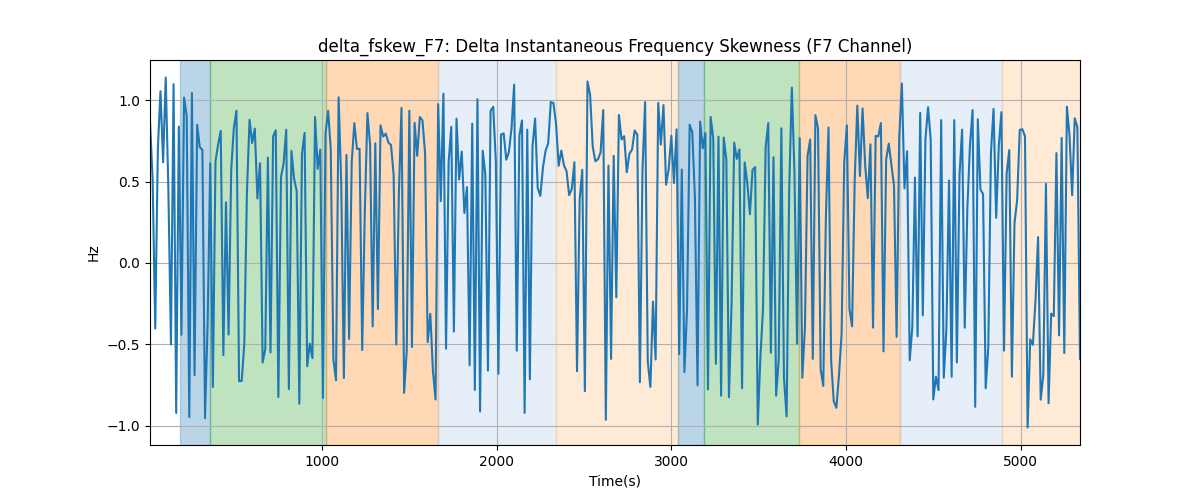 delta_fskew_F7: Delta Instantaneous Frequency Skewness (F7 Channel)
1.0
0.5
0.0
−0.5
−1.0
Hz
1000 2000 3000 4000 5000
Time(s)